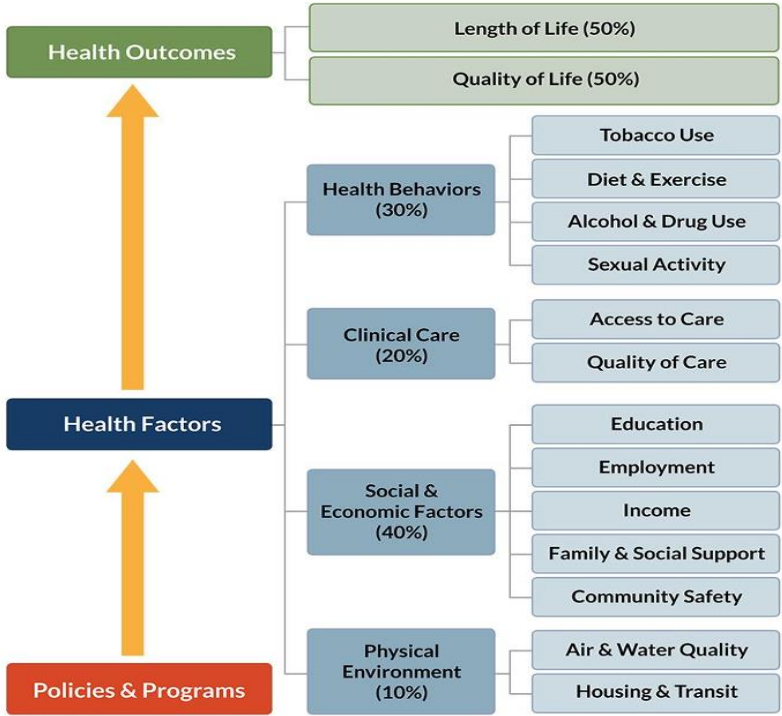 Health Outcomes
Length of Life (50%)
Quality of Life (50%)
Health Factors
Health Behaviors
(30%)
Tobacco Use
Diet & Exercise
Alcohol & Drug Use
Sexual Activity
Clinical Care
(20%)
Access to Care
Quality of Care
Social &
Economic Factors
(40%)
Education
Employment
Income
Family & Social Support
Community Safety
Physical
Environment
(10%)
Air & Water Quality
Housing & Transit
Policies & Programs